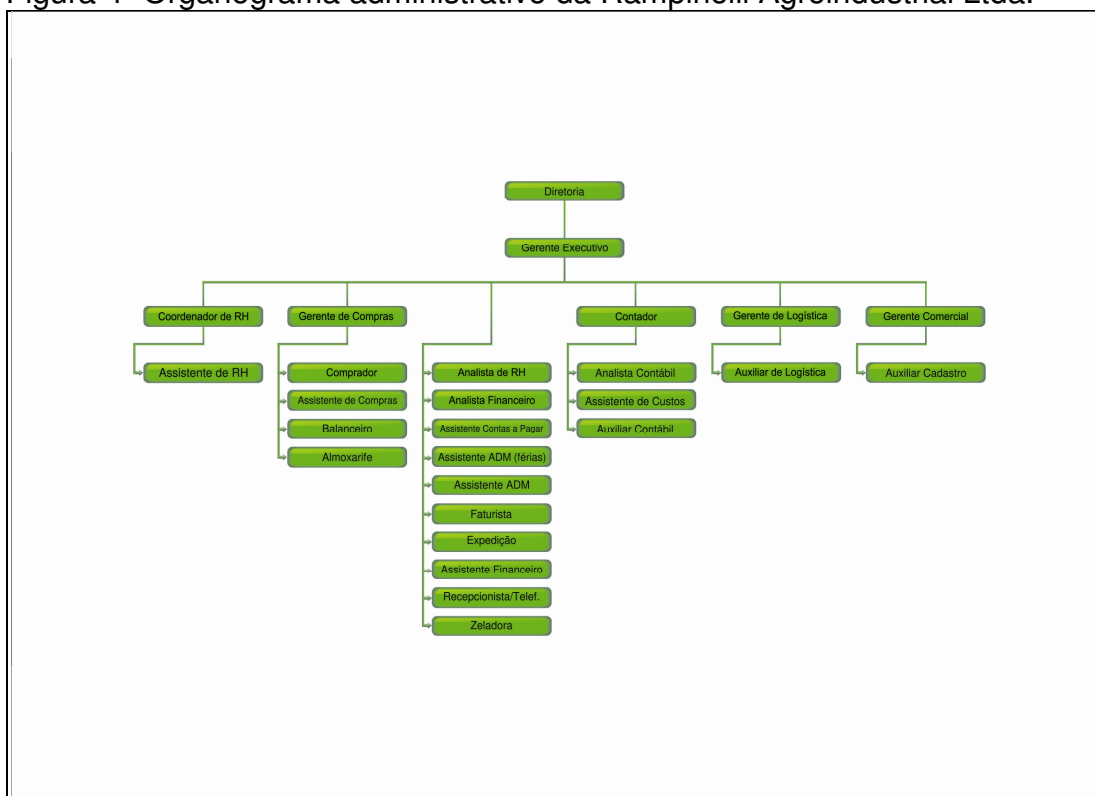 Figura 4- Organograma administrativo da Rampinelli Agroindustrial Ltda.
Diretoria
Gerente Executivo
Coordenador de RH
Gerente de Compras
Contador
Gerente de Logística
Gerente Comercial
Assistente de RH
Comprador
Assistente de Compras
Balanceiro
Almoxarife
Analista de RH
Analista Financeiro
Assistente Contas a Pagar
Assistente ADM (férias)
Assistente ADM
Faturista
Expedição
Assistente Financeiro
Recepcionista/Telef.
Zeladora
Analista Contábil
Assistente de Custos
Auxiliar Contábil
Auxiliar de Logística
Auxiliar Cadastro